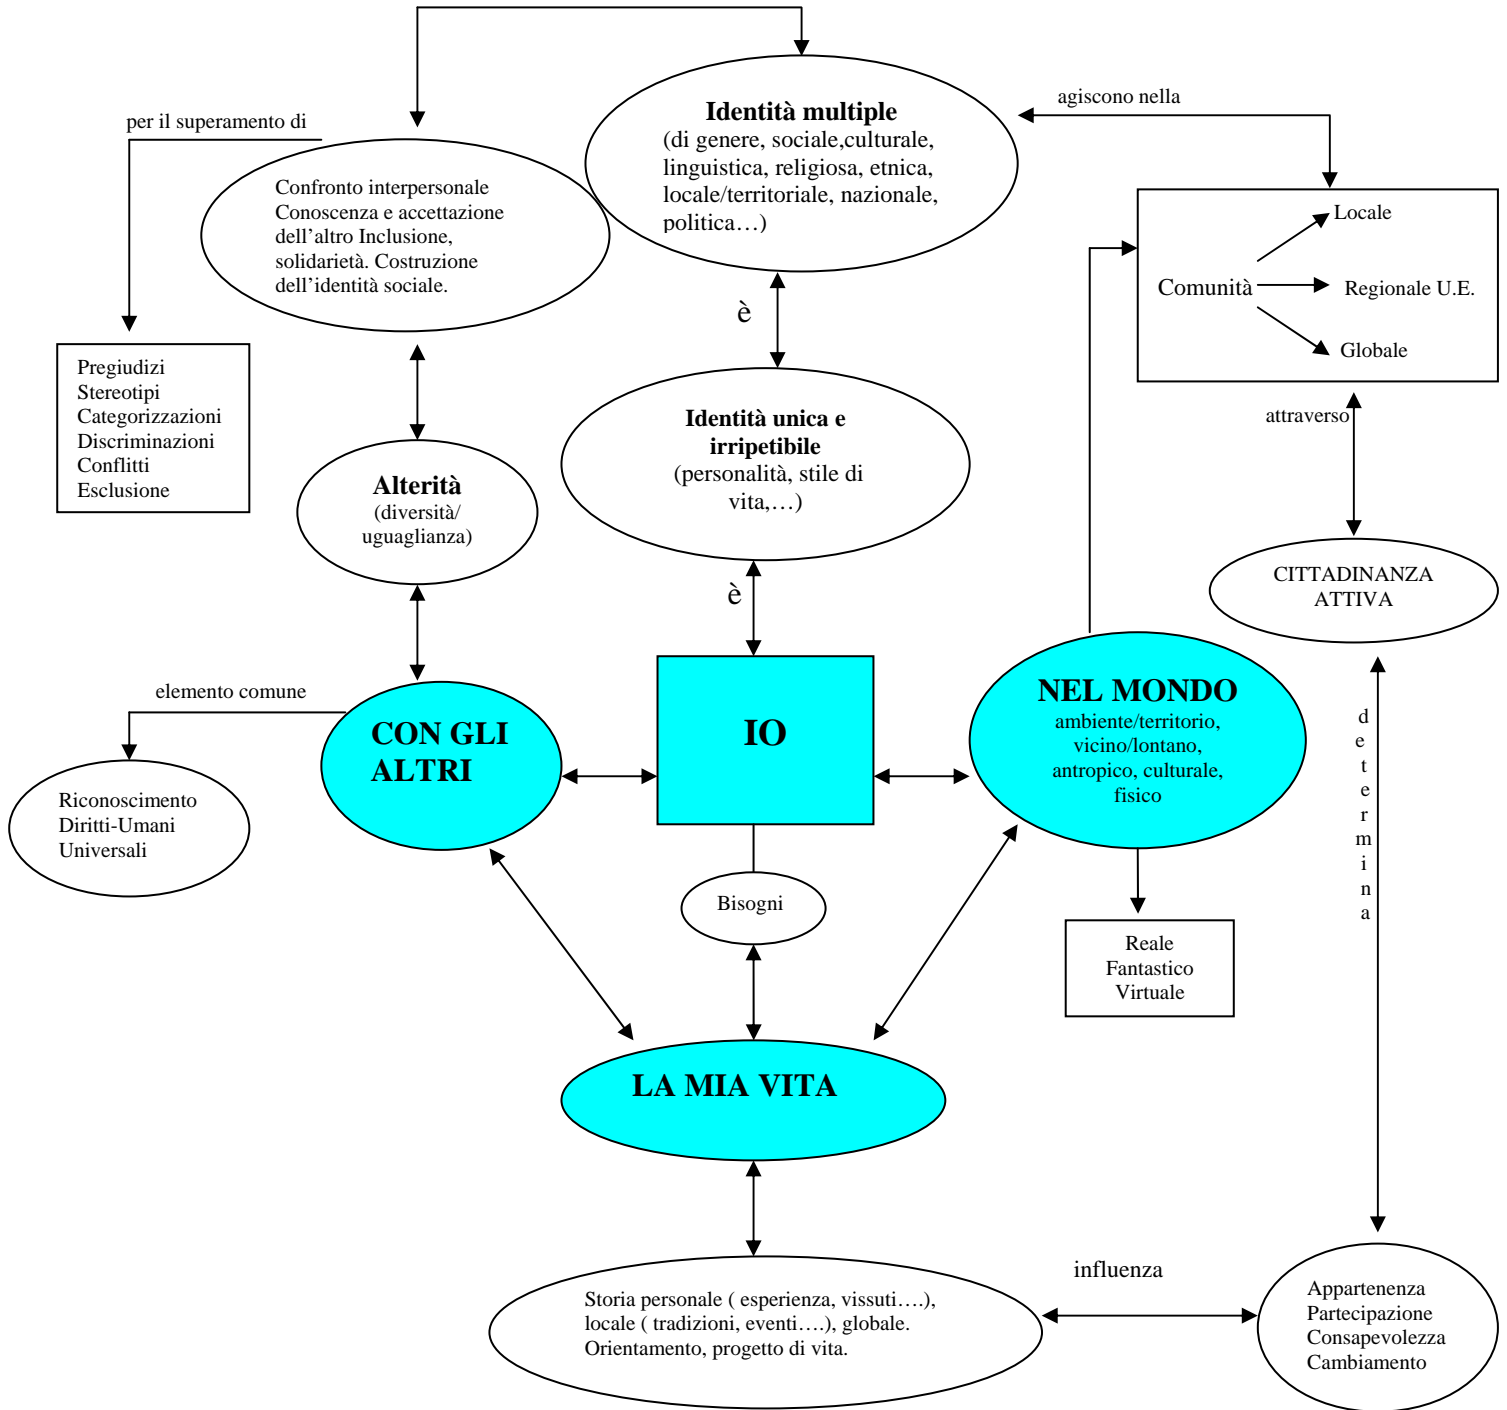 Identità multiple
(di genere, sociale,culturale,
linguistica, religiosa, etnica,
locale/territoriale, nazionale,
politica…)
agiscono nella
per il superamento di
Confronto interpersonale
Conoscenza e accettazione
dell'altro Inclusione,
solidarietà. Costruzione
dell'identità sociale.
Locale
Comunità
Regionale U.E.
Globale
è
Pregiudizi
Stereotipi
Categorizzazioni
Discriminazioni
Conflitti
Esclusione
Identità unica e
irripetibile
(personalità, stile di
vita,…)
attraverso
Alterità
(diversità/
uguaglianza)
CITTADINANZA
ATTIVA
è
elemento comune
CON GLI
ALTRI
IO
NEL MONDO
ambiente/territorio,
vicino/lontano,
antropico, culturale,
fisico
d
e
t
e
r
m
i
n
a
Riconoscimento
Diritti-Umani
Universali
Bisogni
Reale
Fantastico
Virtuale
LA MIA VITA
influenza
Storia personale ( esperienza, vissuti….),
locale ( tradizioni, eventi….), globale.
Orientamento, progetto di vita.
Appartenenza
Partecipazione
Consapevolezza
Cambiamento